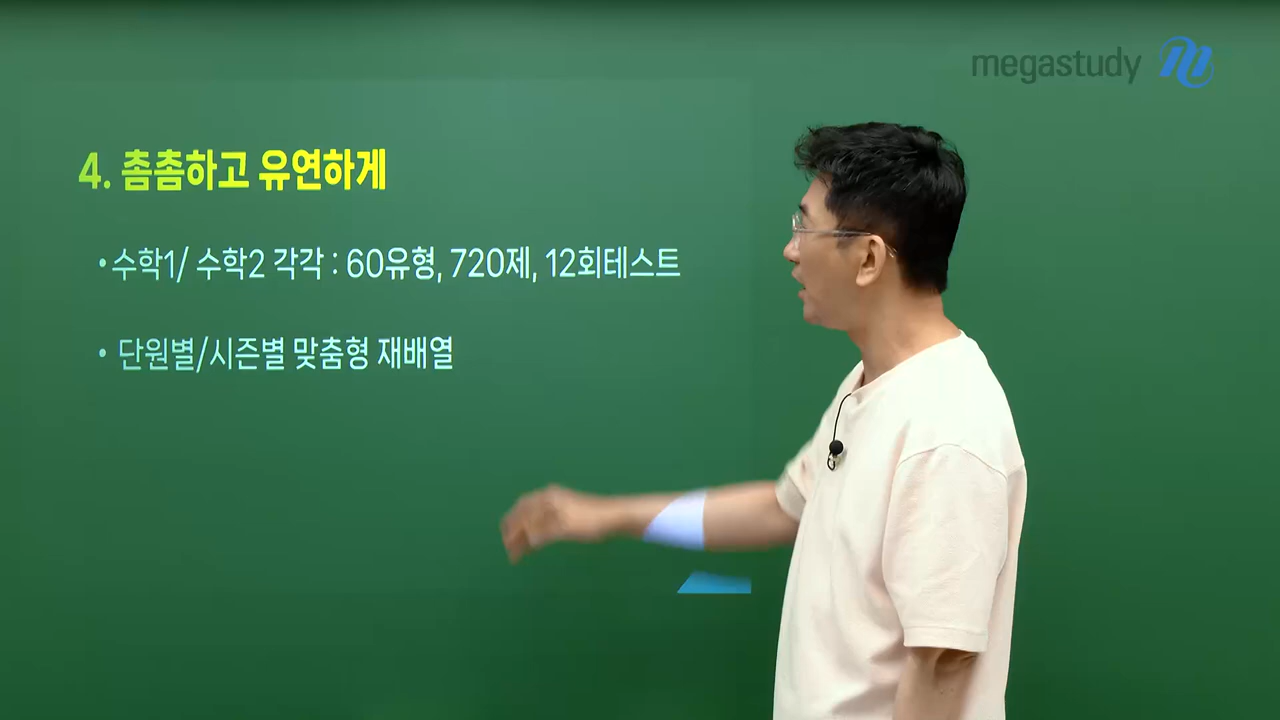 megastudy
4. 촘촘하고 유연하게
•수학1/ 수학2 각각 : 60유형, 720제, 12회테스트
• 단원별/시즌별 맞춤형 재배열